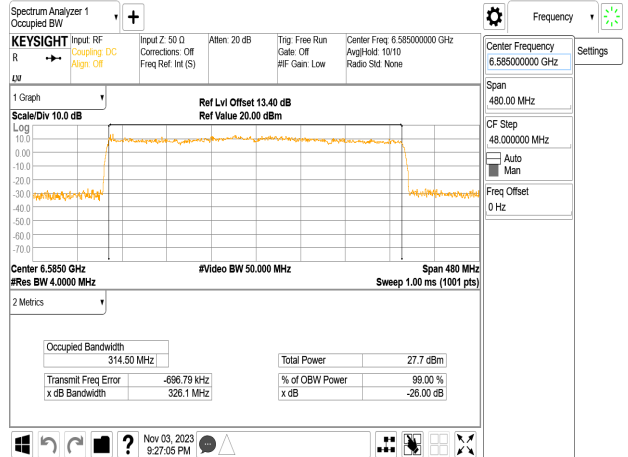 Spectrum Analyzer 1
Occupied BW
Frequency
KEYSIGHT
R
Input: RF
Coupling: DC
Align: Off
Input Z: 50 Ω
Corrections: Off
Freq Ref: Int (S)
Atten: 20 dB
Trig: Free Run
Gate: Off
#IF Gain: Low
Center Freq: 6.585000000 GHz
Avg|Hold: 10/10
Radio Std: None
Center Frequency
6.585000000 GHz
Settings
Span
480.00 MHz
CF Step
48.000000 MHz
Auto
Man
Freq Offset
0 Hz
1 Graph
Scale/Div 10.0 dB
Ref Lvl Offset 13.40 dB
Ref Value 20.00 dBm
Log
10.0
0.00
-10.0
-20.0
-30.0
-40.0
-50.0
-60.0
-70.0
Center 6.5850 GHz
#Video BW 50.000 MHz
Span 480 MHz
#Res BW 4.0000 MHz
Sweep 1.00 ms (1001 pts)
2 Metrics
Occupied Bandwidth
314.50 MHz
Total Power 27.7 dBm
Transmit Freq Error -696.79 kHz
% of OBW Power 99.00 %
x dB Bandwidth 326.1 MHz
x dB -26.00 dB
?
Nov 03, 2023
9:27:05 PM